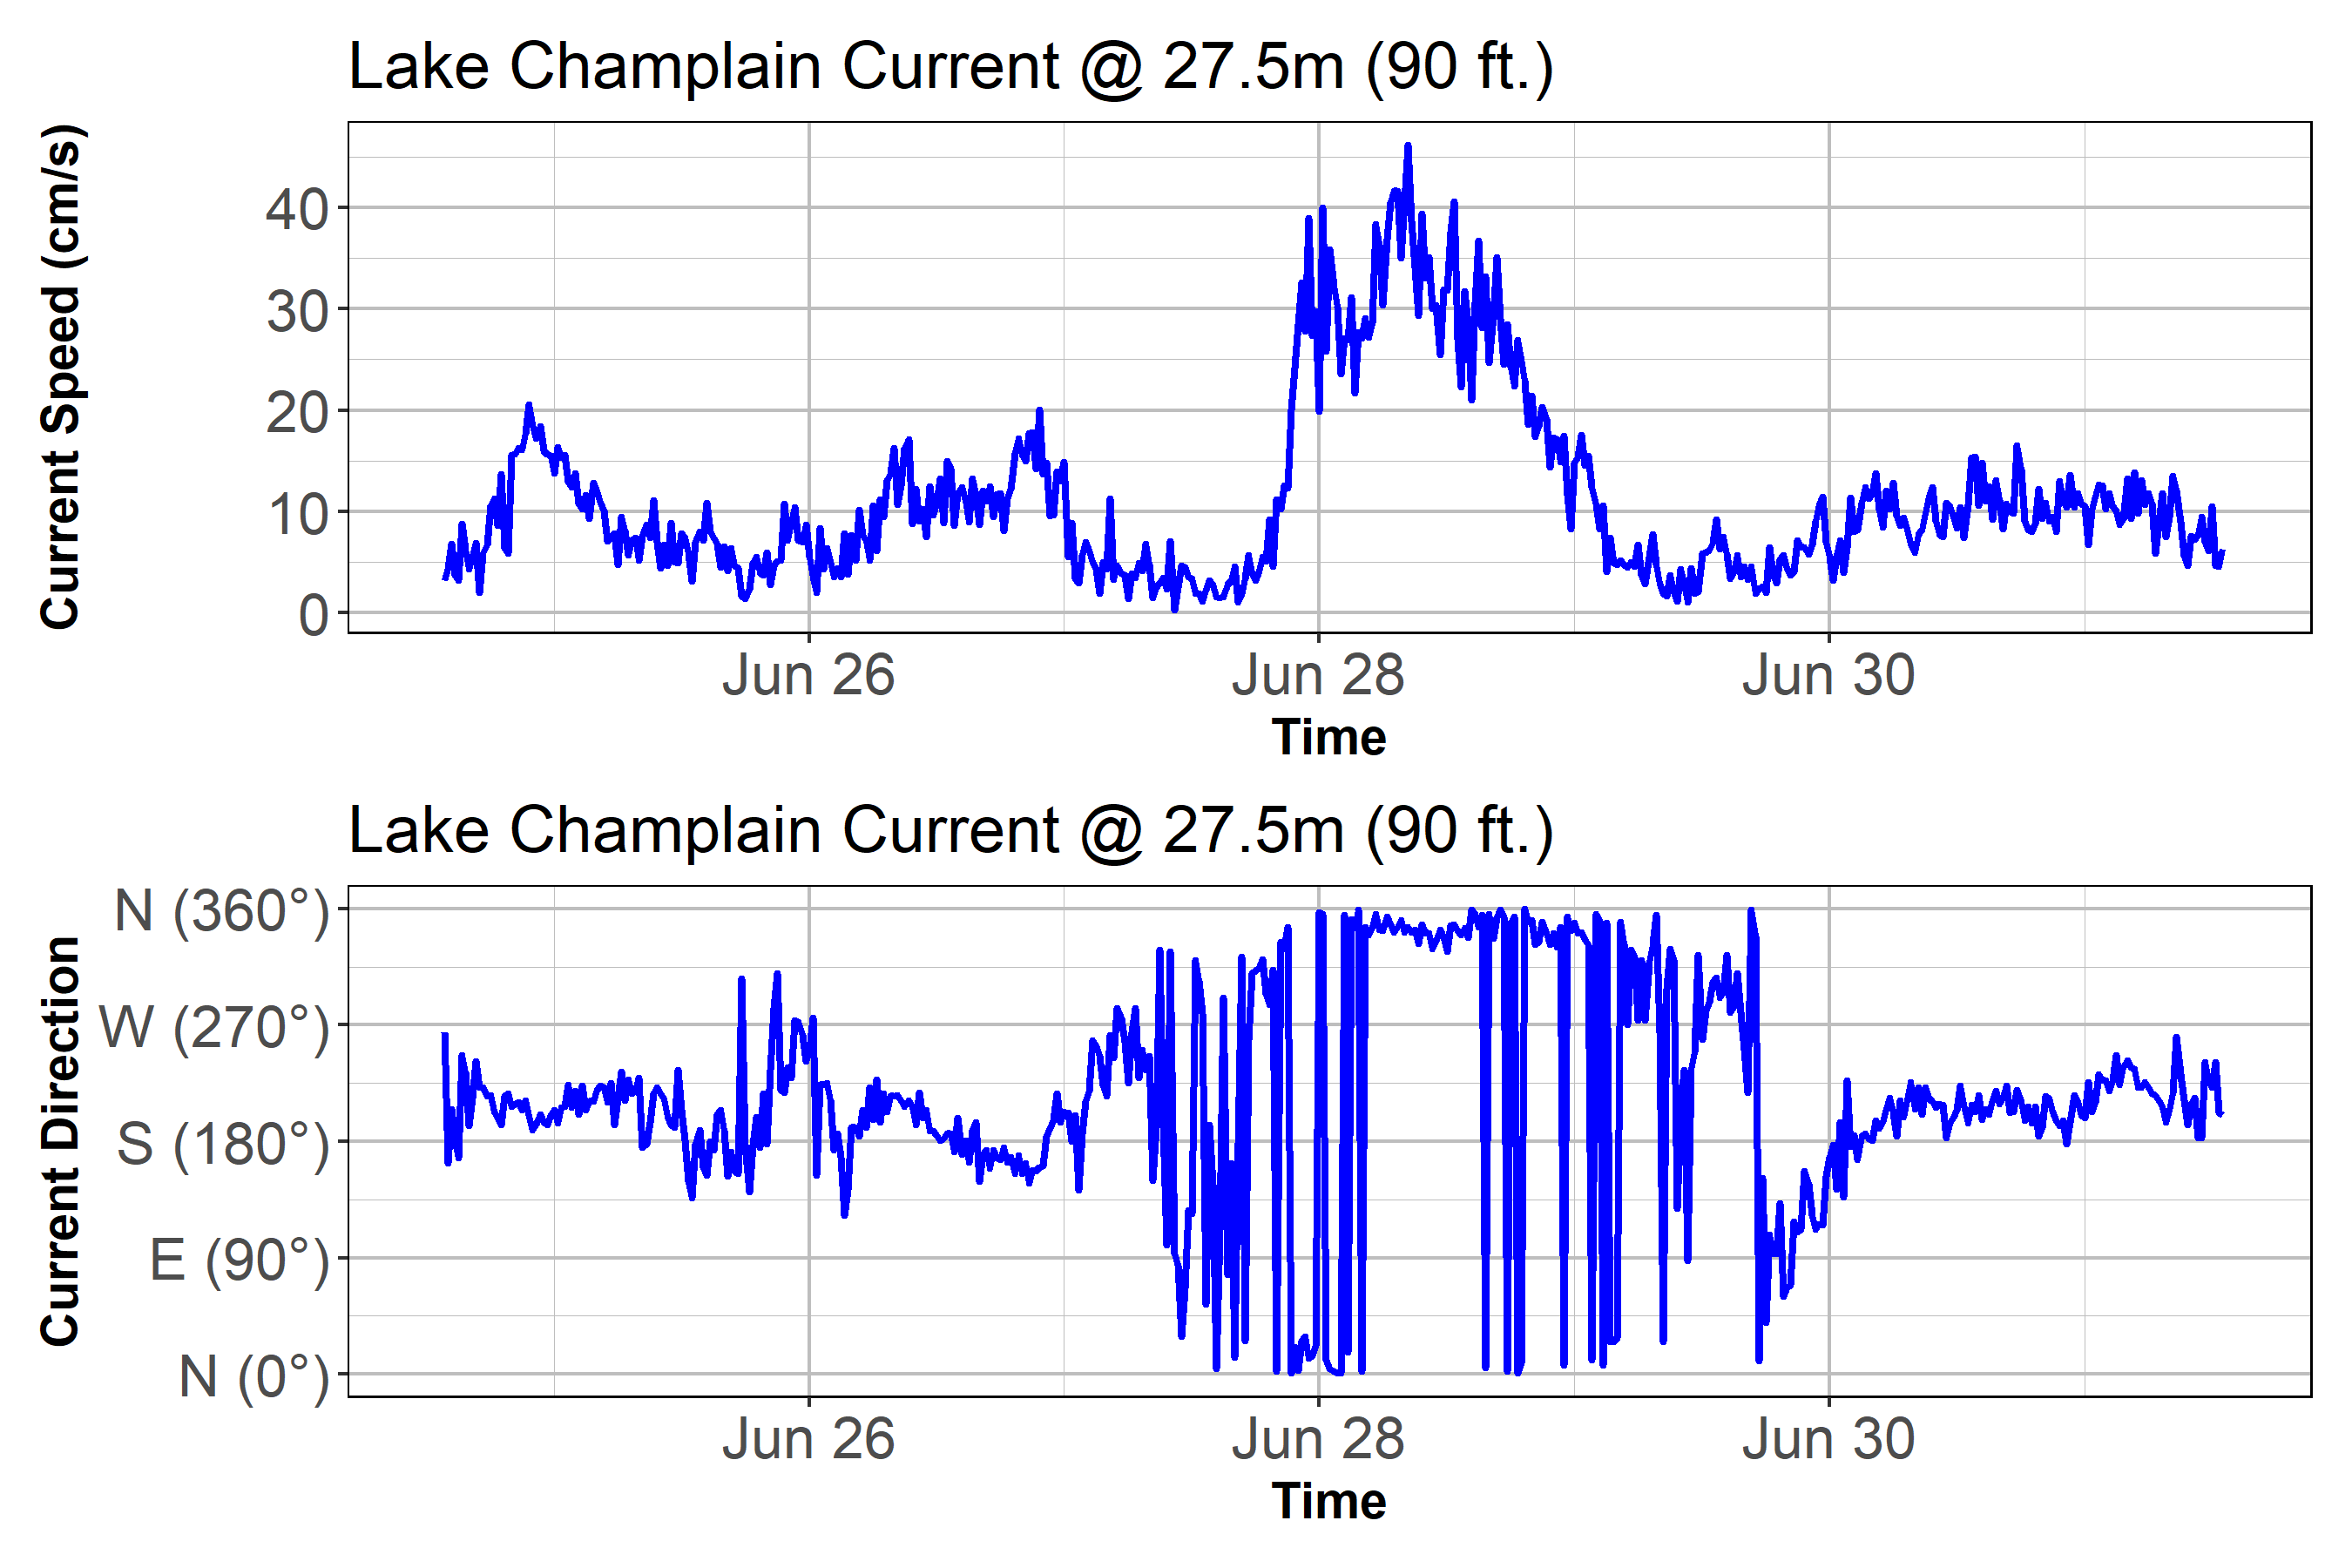 Lake Champlain Current @ 27.5m (90 ft.)
Current Speed (cm/s)
40
30
20
10
0
Jun 26 Jun 28 Jun 30
Time
Lake Champlain Current @ 27.5m (90 ft.)
Current Direction
N (360°)
W (270°)
S (180°)
E (90°)
N (0°)
Jun 26 Jun 28 Jun 30
Time